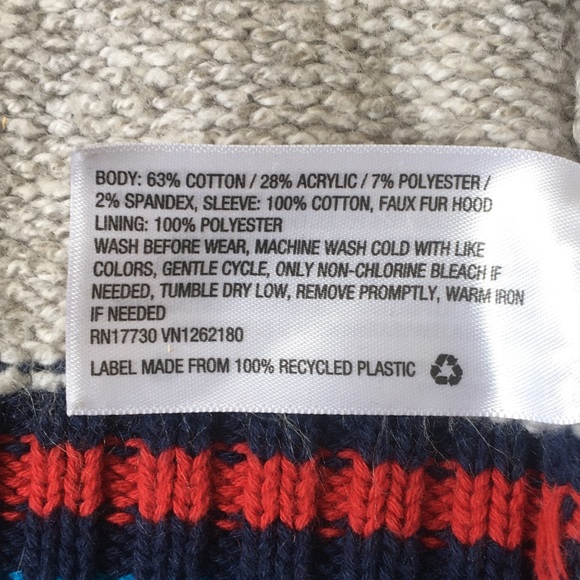 BODY: 63% COTTON / 28% ACRYLIC / 7% POLYESTER /
2% SPANDEX, SLEEVE: 100% COTTON, FAUX FUR HOOD
LINING: 100% POLYESTER
WASH BEFORE WEAR, MACHINE WASH COLD WITH LIKE
COLORS, GENTLE CYCLE, ONLY NON-CHLORINE BLEACH IF
NEEDED, TUMBLE DRY LOW, REMOVE PROMPTLY, WARM IRON
IF NEEDED
RN17730 VN1262180
LABEL MADE FROM 100% RECYCLED PLASTIC